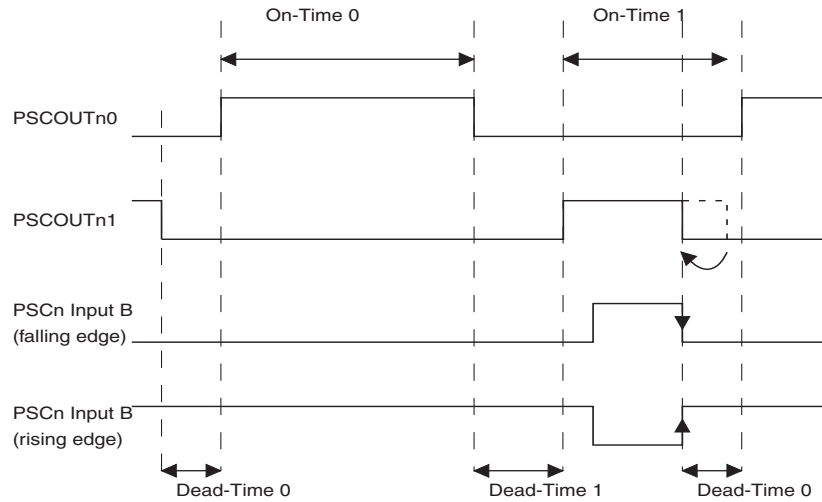 On-Time 0
On-Time 1
PSCOUTn0
PSCOUTn1
PSCn Input B
(falling edge)
PSCn Input B
(rising edge)
Dead-Time 0
Dead-Time 1
Dead-Time 0